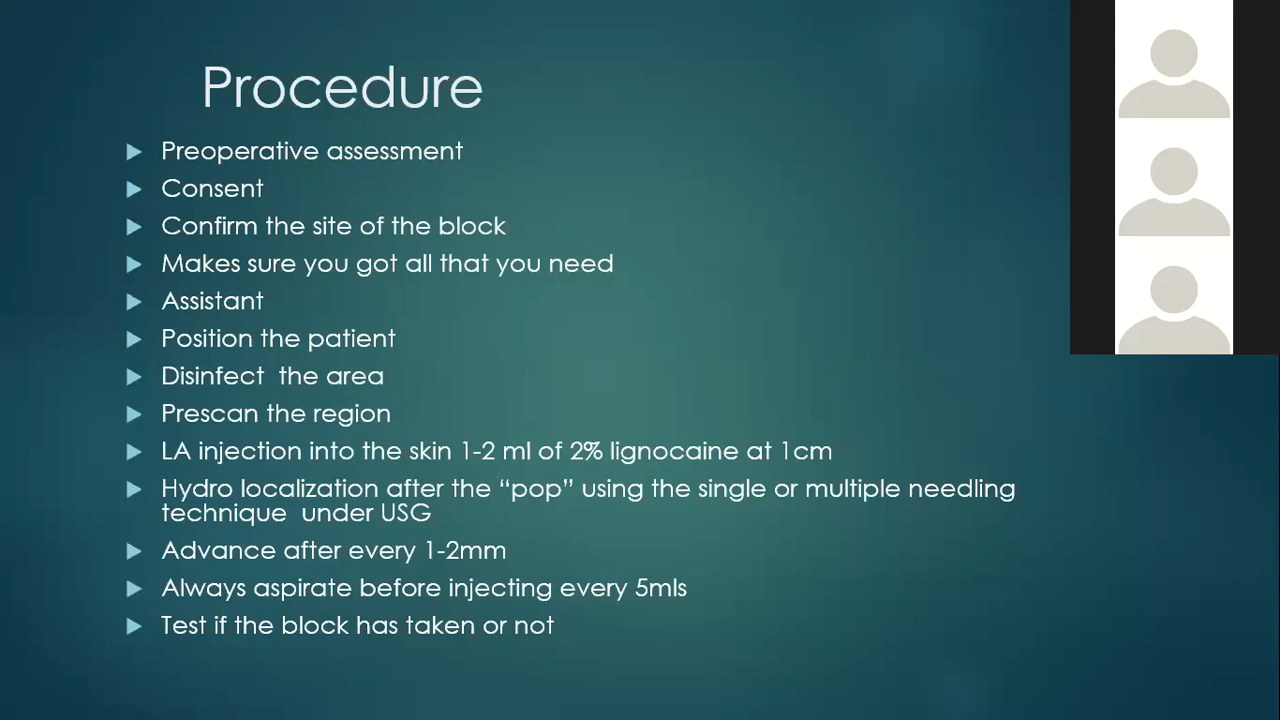 Procedure
Preoperative assessment
Consent
Confirm the site of the block
Makes sure you got all that you need
Assistant
Position the patient
Disinfect  the area
Prescan the region
LA injection into the skin 1-2 ml of 2% lignocaine at 1cm
Hydro localization after the “pop” using the single or multiple needling
technique  under USG
Advance after every 1-2mm
Always aspirate before injecting every 5mls
Test if the block has taken or not